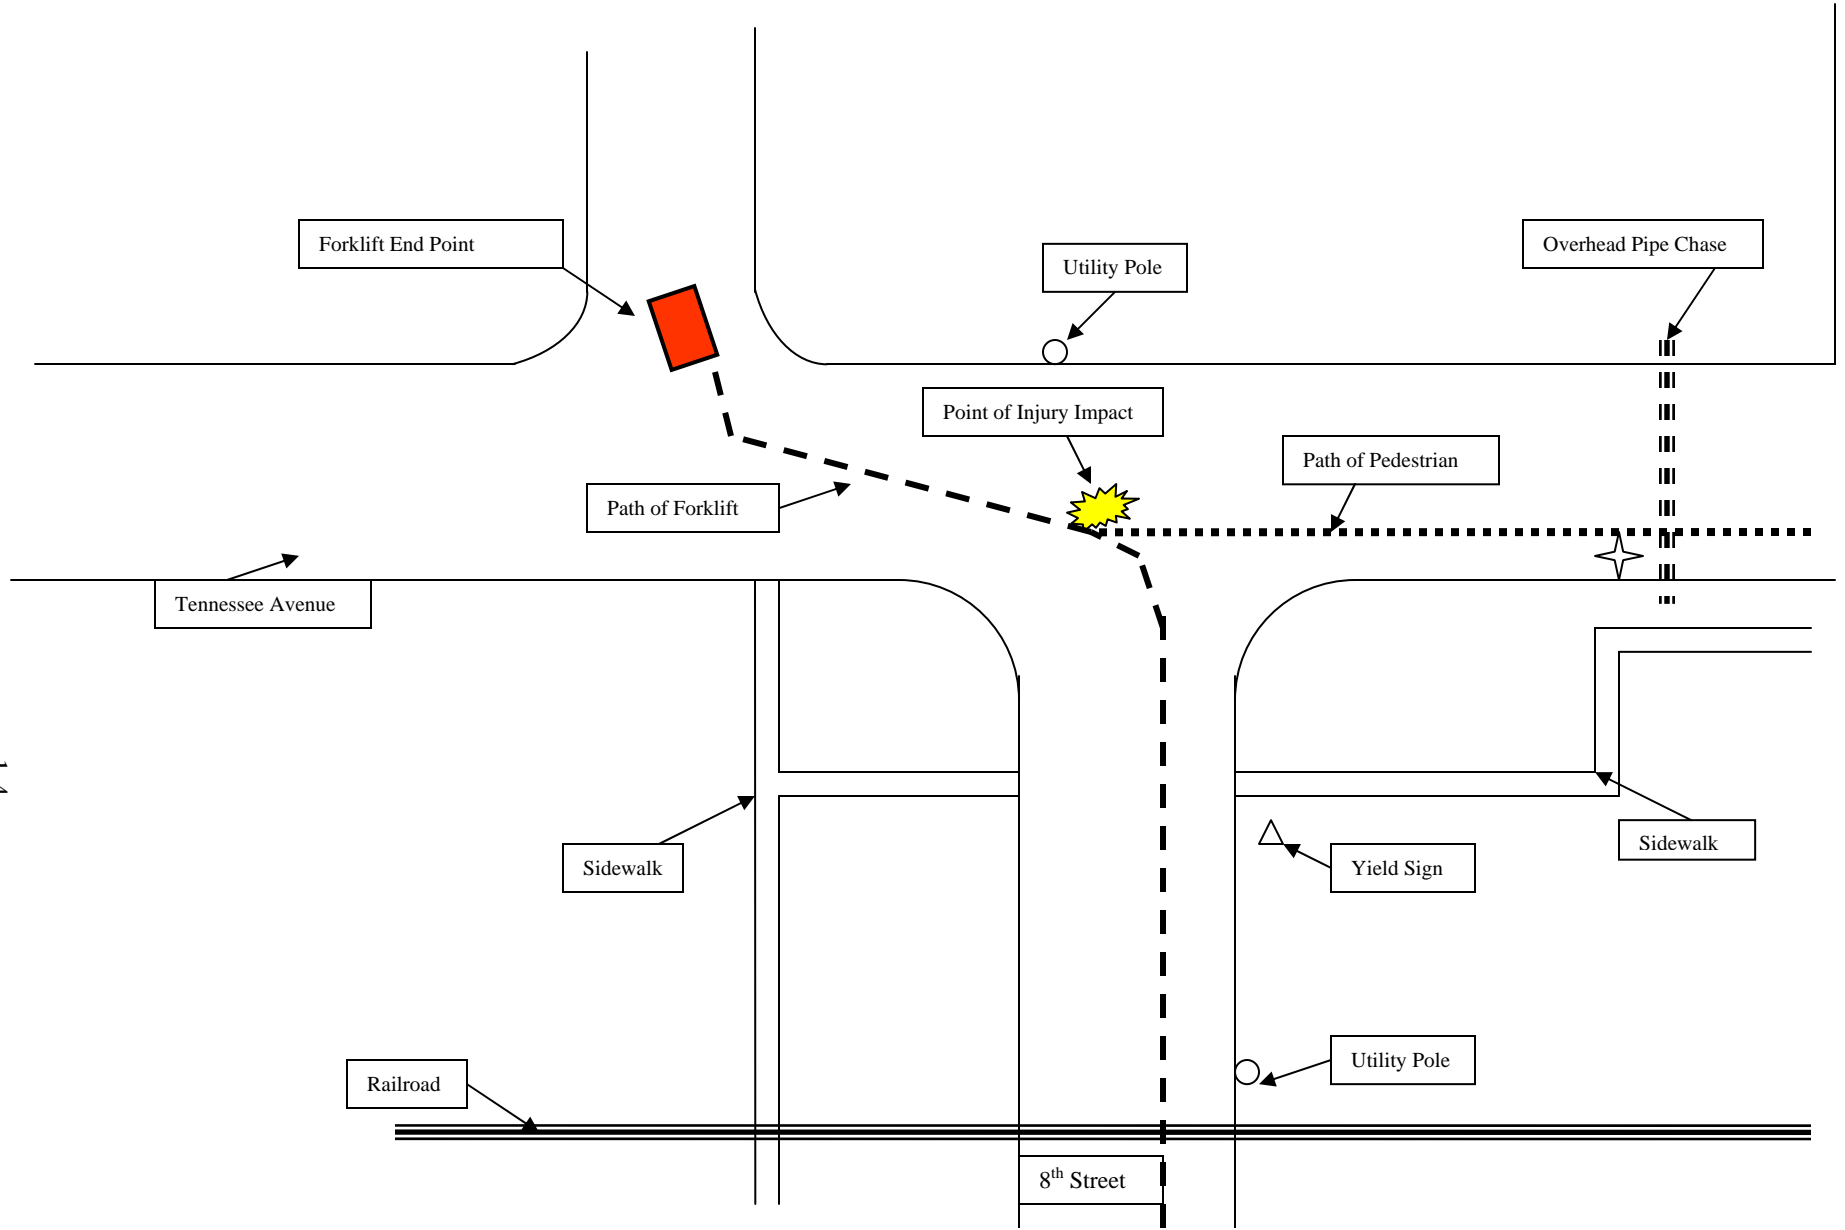 Forklift End Point
Utility Pole
Overhead Pipe Chase
Point of Injury Impact
Path of Pedestrian
Path of Forklift
Tennessee Avenue
Sidewalk
Sidewalk
Yield Sign
Utility Pole
Railroad
8th Street